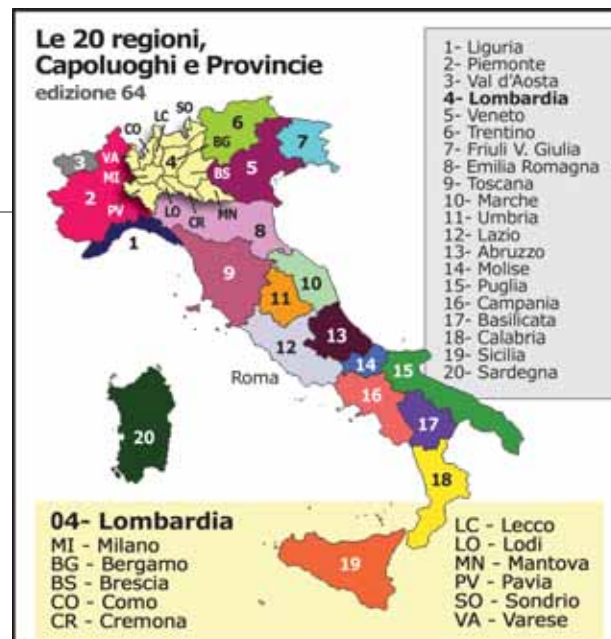 Le 20 regioni,
Capoluoghi e Provincie
edizione 64
1- Liguria
2- Piemonte
3- Val d'Aosta
4- Lombardia
5- Veneto
6- Trentino
7- Friuli V. Giulia
8- Emilia Romagna
9- Toscana
10- Marche
11- Umbria
12- Lazio
13- Abruzzo
14- Molise
15- Puglia
16- Campania
17- Basilicata
18- Calabria
19- Sicilia
20- Sardegna
SO
LC
CO
6
7
VA
4
BG
3
MI
BS
5
2
PV
LO
CR
MN
8
1
9
10
11
13
12
Roma
14
15
16
17
20
18
19
04- Lombardia
MI - Milano
BG - Bergamo
BS - Brescia
CO - Como
CR - Cremona
LC - Lecco
LO - Lodi
MN - Mantova
PV - Pavia
SO - Sondrio
VA - Varese